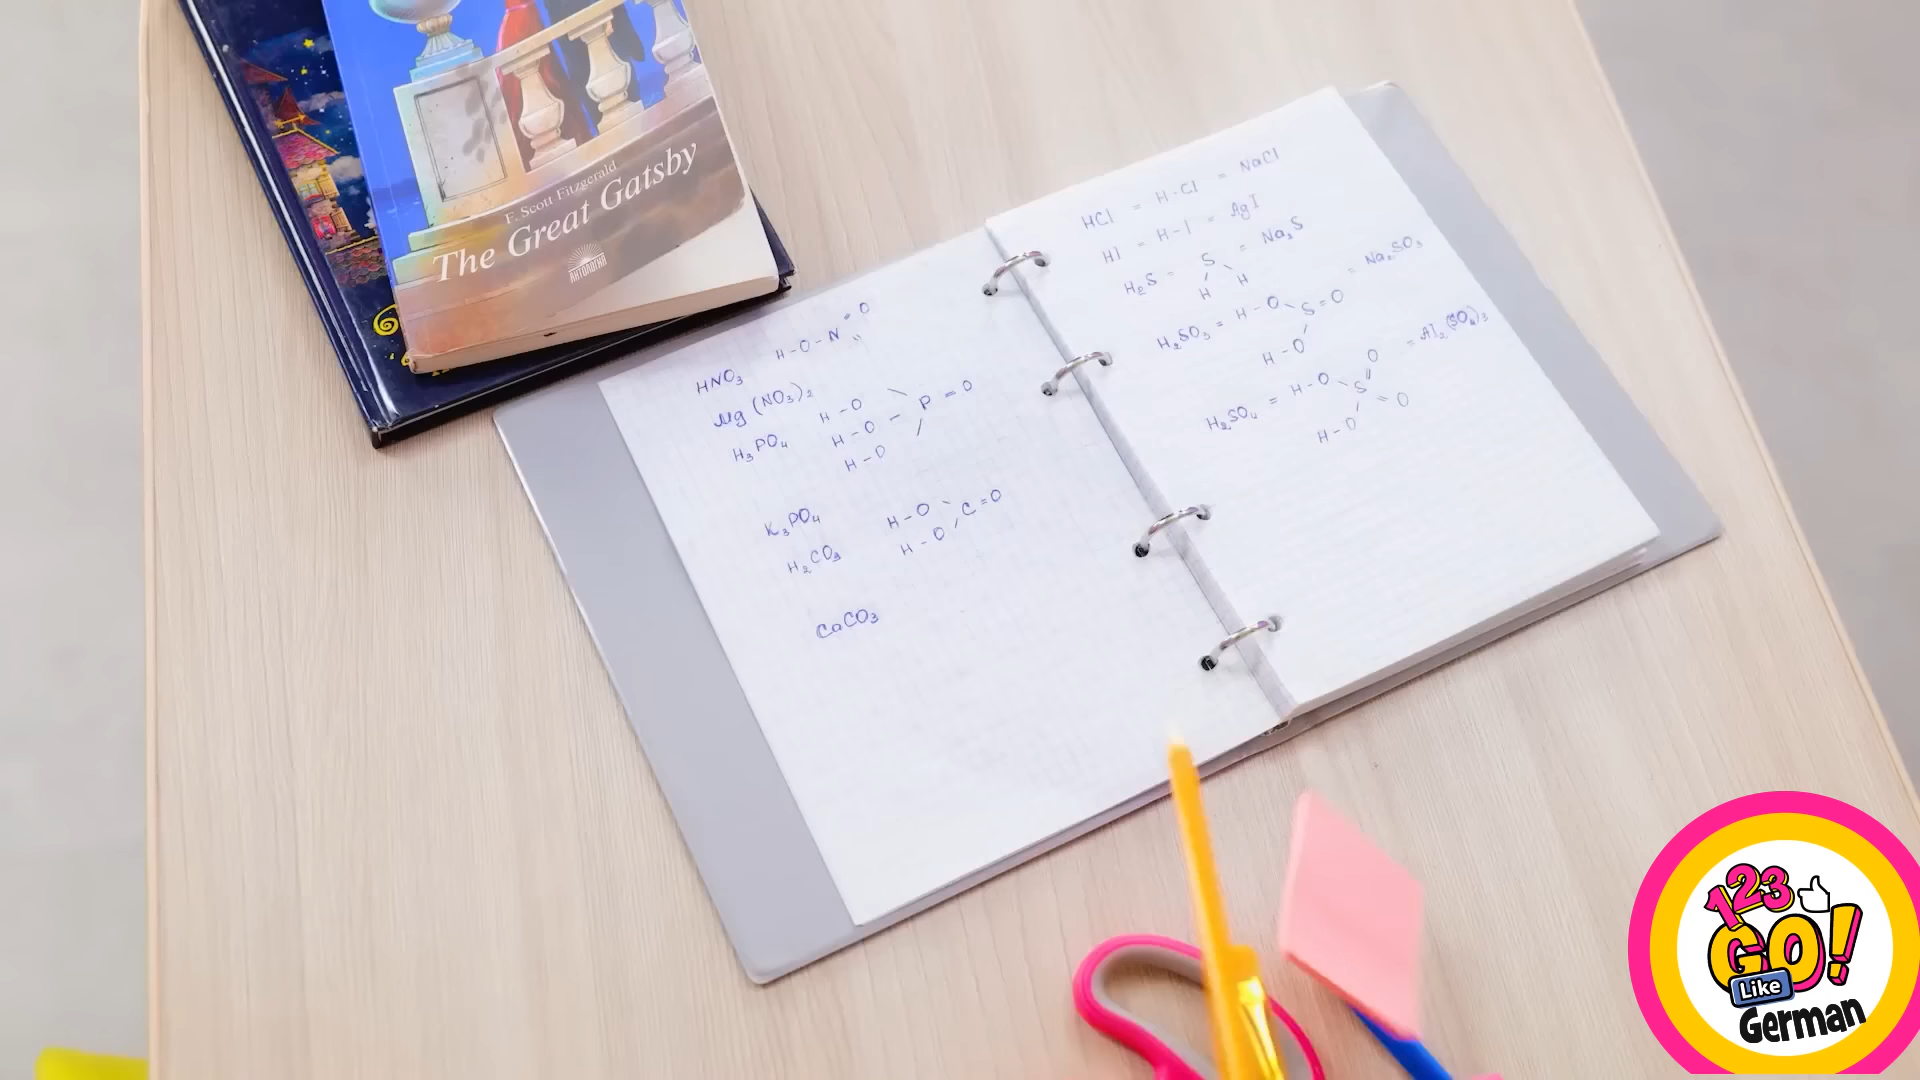 F. Scott Fitzgerald
The Great Gatsby
АНТОЛОГИЯ
H-O-N=O
HNO3
Mg(NO3)2
H3PO4
H-O
H-O - P=O
H-O
K3PO4
H2CO3
H-O C=O
H-O
CaCO3
HCl = H-Cl = NaCl
HI = H-I = AgI
H2S = S = Na2S
H H
H2SO3 = H-O S=O = Na2SO3
H-O
H2SO4 = H-O S O = Al2(SO4)3
O
H-O
123
GO!
Like
German